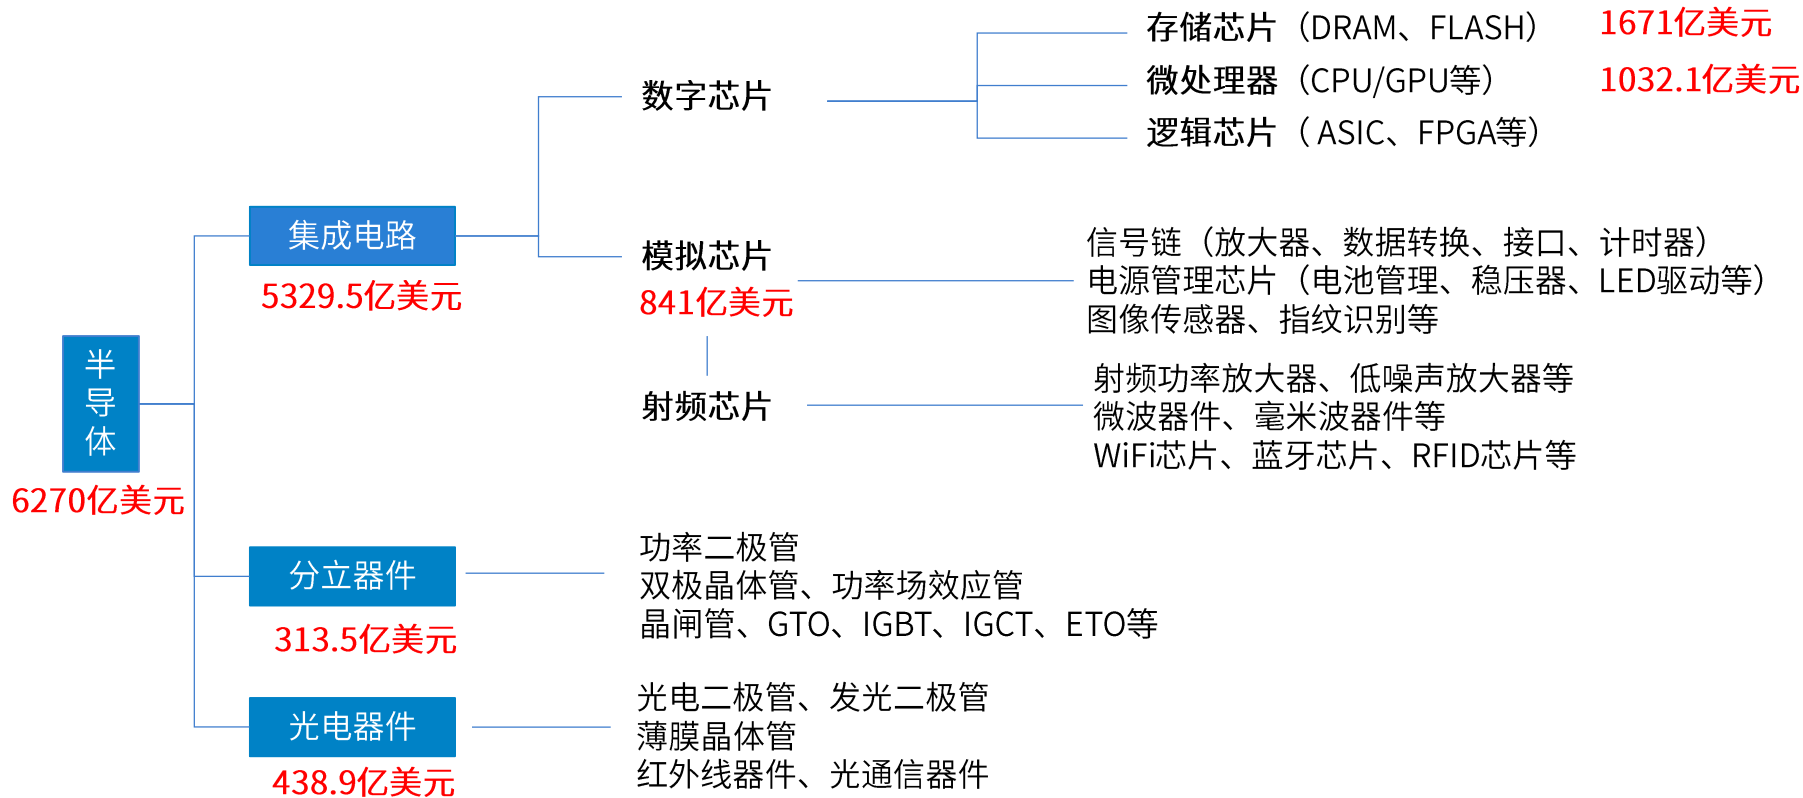 半导体
6270亿美元
集成电路
5329.5亿美元
数字芯片
存储芯片（DRAM、FLASH） 1671亿美元
微处理器（CPU/GPU等） 1032.1亿美元
逻辑芯片（ ASIC、FPGA等）
模拟芯片
841亿美元
信号链（放大器、数据转换、接口、计时器）
电源管理芯片（电池管理、稳压器、LED驱动等）
图像传感器、指纹识别等
射频芯片
射频功率放大器、低噪声放大器等
微波器件、毫米波器件等
WiFi芯片、蓝牙芯片、RFID芯片等
分立器件
313.5亿美元
功率二极管
双极晶体管、功率场效应管
晶闸管、GTO、IGBT、IGCT、ETO等
光电器件
438.9亿美元
光电二极管、发光二极管
薄膜晶体管
红外线器件、光通信器件